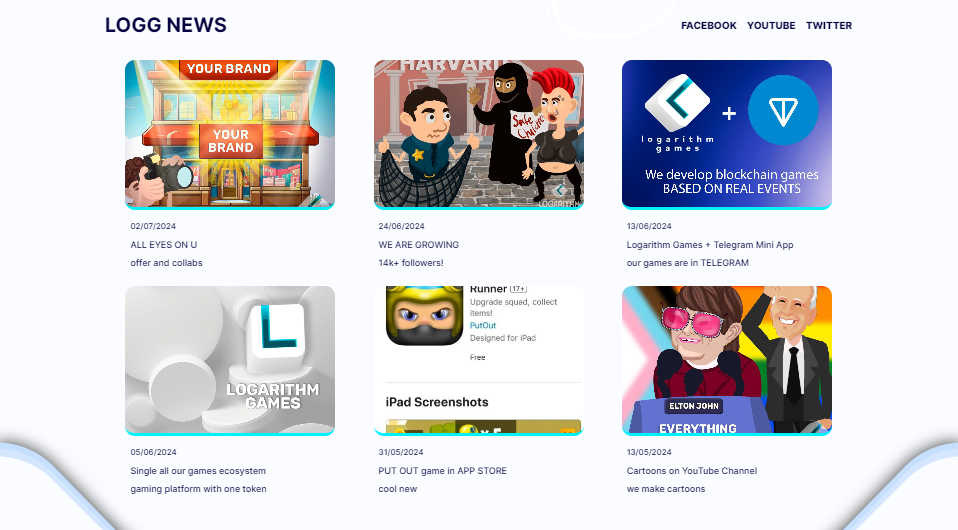 LOGG NEWS
FACEBOOK YOUTUBE TWITTER
YOUR BRAND
YOUR
BRAND
02/07/2024
ALL EYES ON U
offer and collabs
HARVARD
Safe
LOGARITHM
24/06/2024
WE ARE GROWING
14k+ followers!
+
logarithm
games
We develop blockchain games
BASED ON REAL EVENTS
13/06/2024
Logarithm Games + Telegram Mini App
our games are in TELEGRAM
LOGARITHM
GAMES
05/06/2024
Single all our games ecosystem
gaming platform with one token
Runner 17+
Upgrade squad, collect
items!
PutOut
Designed for iPad
Free
iPad Screenshots
x 5
31/05/2024
PUT OUT game in APP STORE
cool new
ELTON JOHN
EVERYTHING
13/05/2024
Cartoons on YouTube Channel
we make cartoons